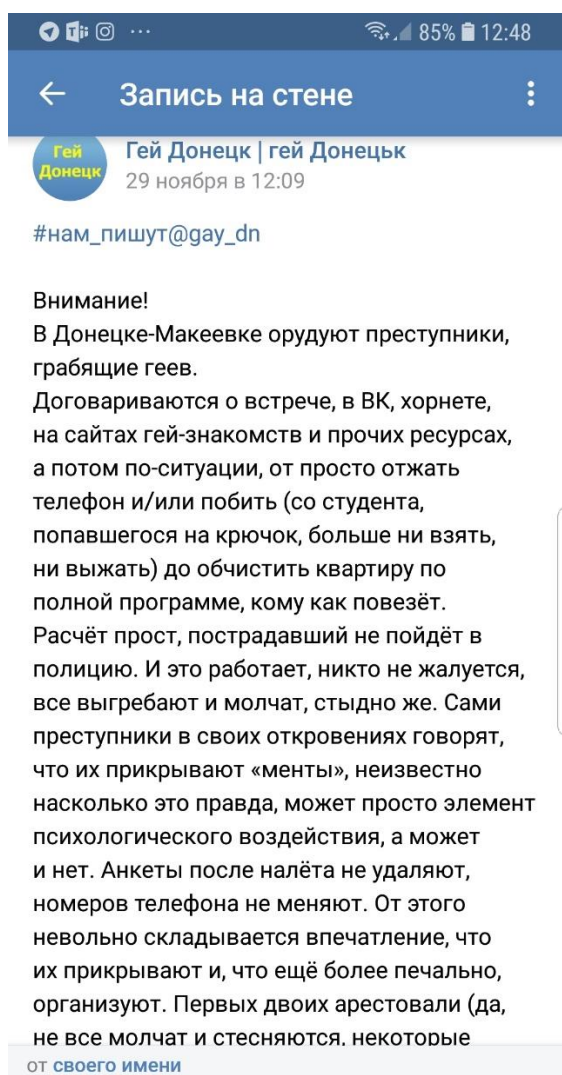 85% 12:48
Запись на стене
Гей
Донецк
Гей Донецк | гей Донецьк
29 ноября в 12:09
#нам_пишут@gay_dn
Внимание!
В Донецке-Макеевке орудуют преступники,
грабящие геев.
Договариваются о встрече, в ВК, хорнете,
на сайтах гей-знакомств и прочих ресурсах,
а потом по-ситуации, от просто отжать
телефон и/или побить (со студента,
попавшегося на крючок, больше ни взять,
ни выжать) до обчистить квартиру по
полной программе, кому как повезёт.
Расчёт прост, пострадавший не пойдёт в
полицию. И это работает, никто не жалуется,
все выгребают и молчат, стыдно же. Сами
преступники в своих откровениях говорят,
что их прикрывают «менты», неизвестно
насколько это правда, может просто элемент
психологического воздействия, а может
и нет. Анкеты после налёта не удаляют,
номеров телефона не меняют. От этого
невольно складывается впечатление, что
их прикрывают и, что ещё более печально,
организуют. Первых двоих арестовали (да,
не все молчат и стесняются, некоторые
от своего имени